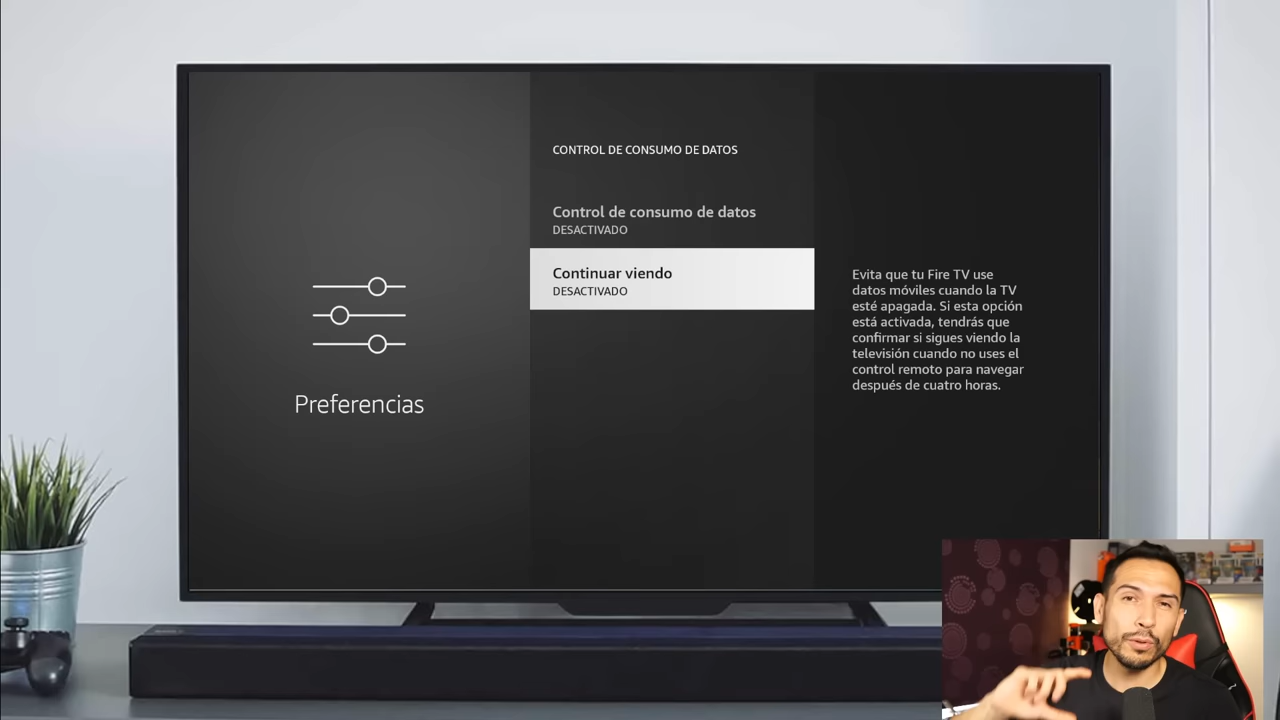 Preferencias
CONTROL DE CONSUMO DE DATOS
Control de consumo de datos
DESACTIVADO
Continuar viendo
DESACTIVADO
Evita que tu Fire TV use
datos móviles cuando la TV
esté apagada. Si esta opción
está activada, tendrás que
confirmar si sigues viendo la
televisión cuando no uses el
control remoto para navegar
después de cuatro horas.